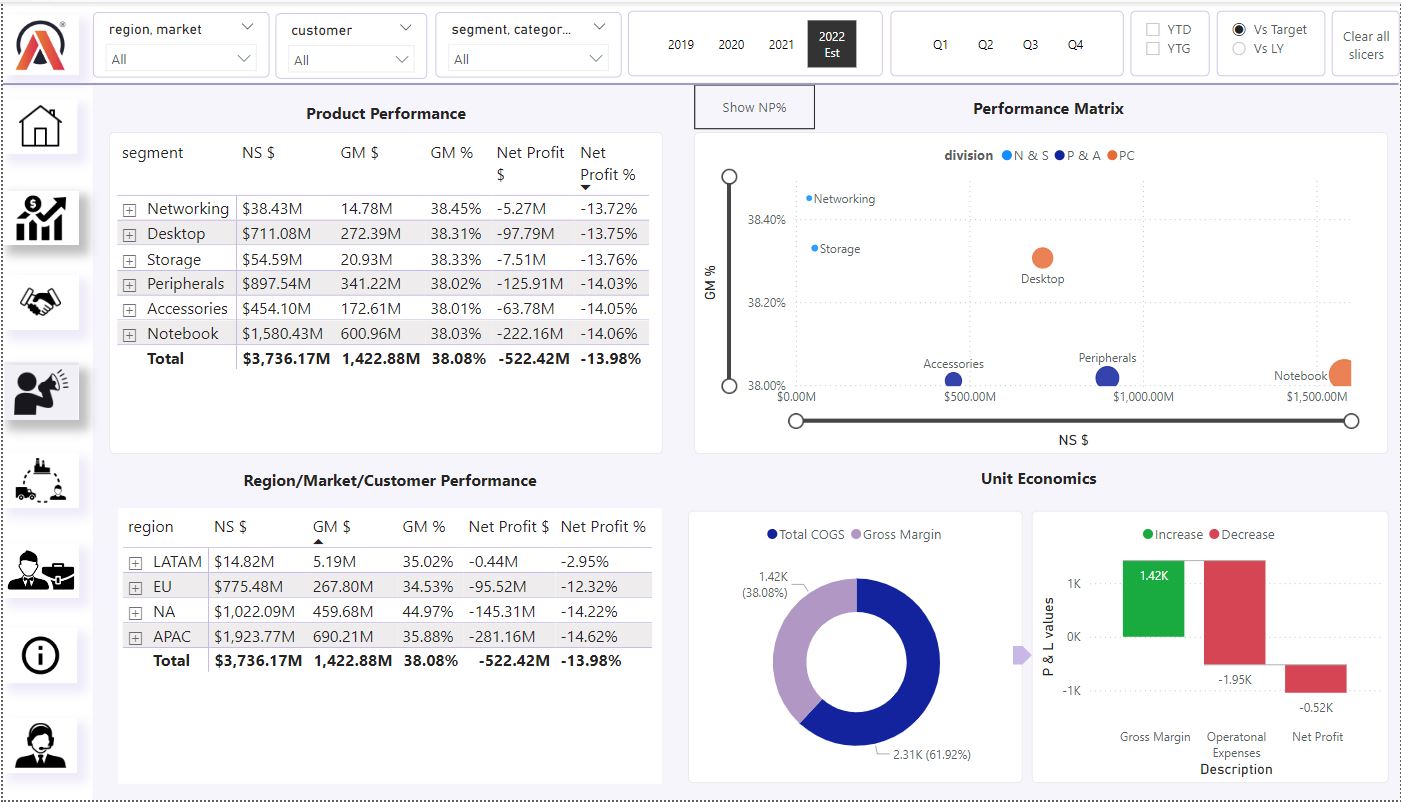 region, market
All
customer
All
segment, categor...
All
2019 2020 2021 2022 Est
Q1 Q2 Q3 Q4
YTD
YTG
Vs Target
Vs LY
Clear all slicers
Product Performance
segment NS $ GM $ GM % Net Profit $ Net Profit %
Networking $38.43M 14.78M 38.45% -5.27M -13.72%
Desktop $711.08M 272.39M 38.31% -97.79M -13.75%
Storage $54.59M 20.93M 38.33% -7.51M -13.76%
Peripherals $897.54M 341.22M 38.02% -125.91M -14.03%
Accessories $454.10M 172.61M 38.01% -63.78M -14.05%
Notebook $1,580.43M 600.96M 38.03% -222.16M -14.06%
Total $3,736.17M 1,422.88M 38.08% -522.42M -13.98%
Show NP%
Performance Matrix
division N & S P & A PC
GM %
38.40%
38.20%
38.00%
Networking
Storage
Desktop
Accessories
Peripherals
Notebook
$0.00M $500.00M $1,000.00M $1,500.00M
NS $
Region/Market/Customer Performance
region NS $ GM $ GM % Net Profit $ Net Profit %
LATAM $14.82M 5.19M 35.02% -0.44M -2.95%
EU $775.48M 267.80M 34.53% -95.52M -12.32%
NA $1,022.09M 459.68M 44.97% -145.31M -14.22%
APAC $1,923.77M 690.21M 35.88% -281.16M -14.62%
Total $3,736.17M 1,422.88M 38.08% -522.42M -13.98%
Unit Economics
Total COGS Gross Margin
1.42K
(38.08%)
2.31K (61.92%)
Increase Decrease
P & L values
1K
0K
-1K
1.42K
-1.95K
-0.52K
Gross Margin
Operatonal
Expenses
Net Profit
Description